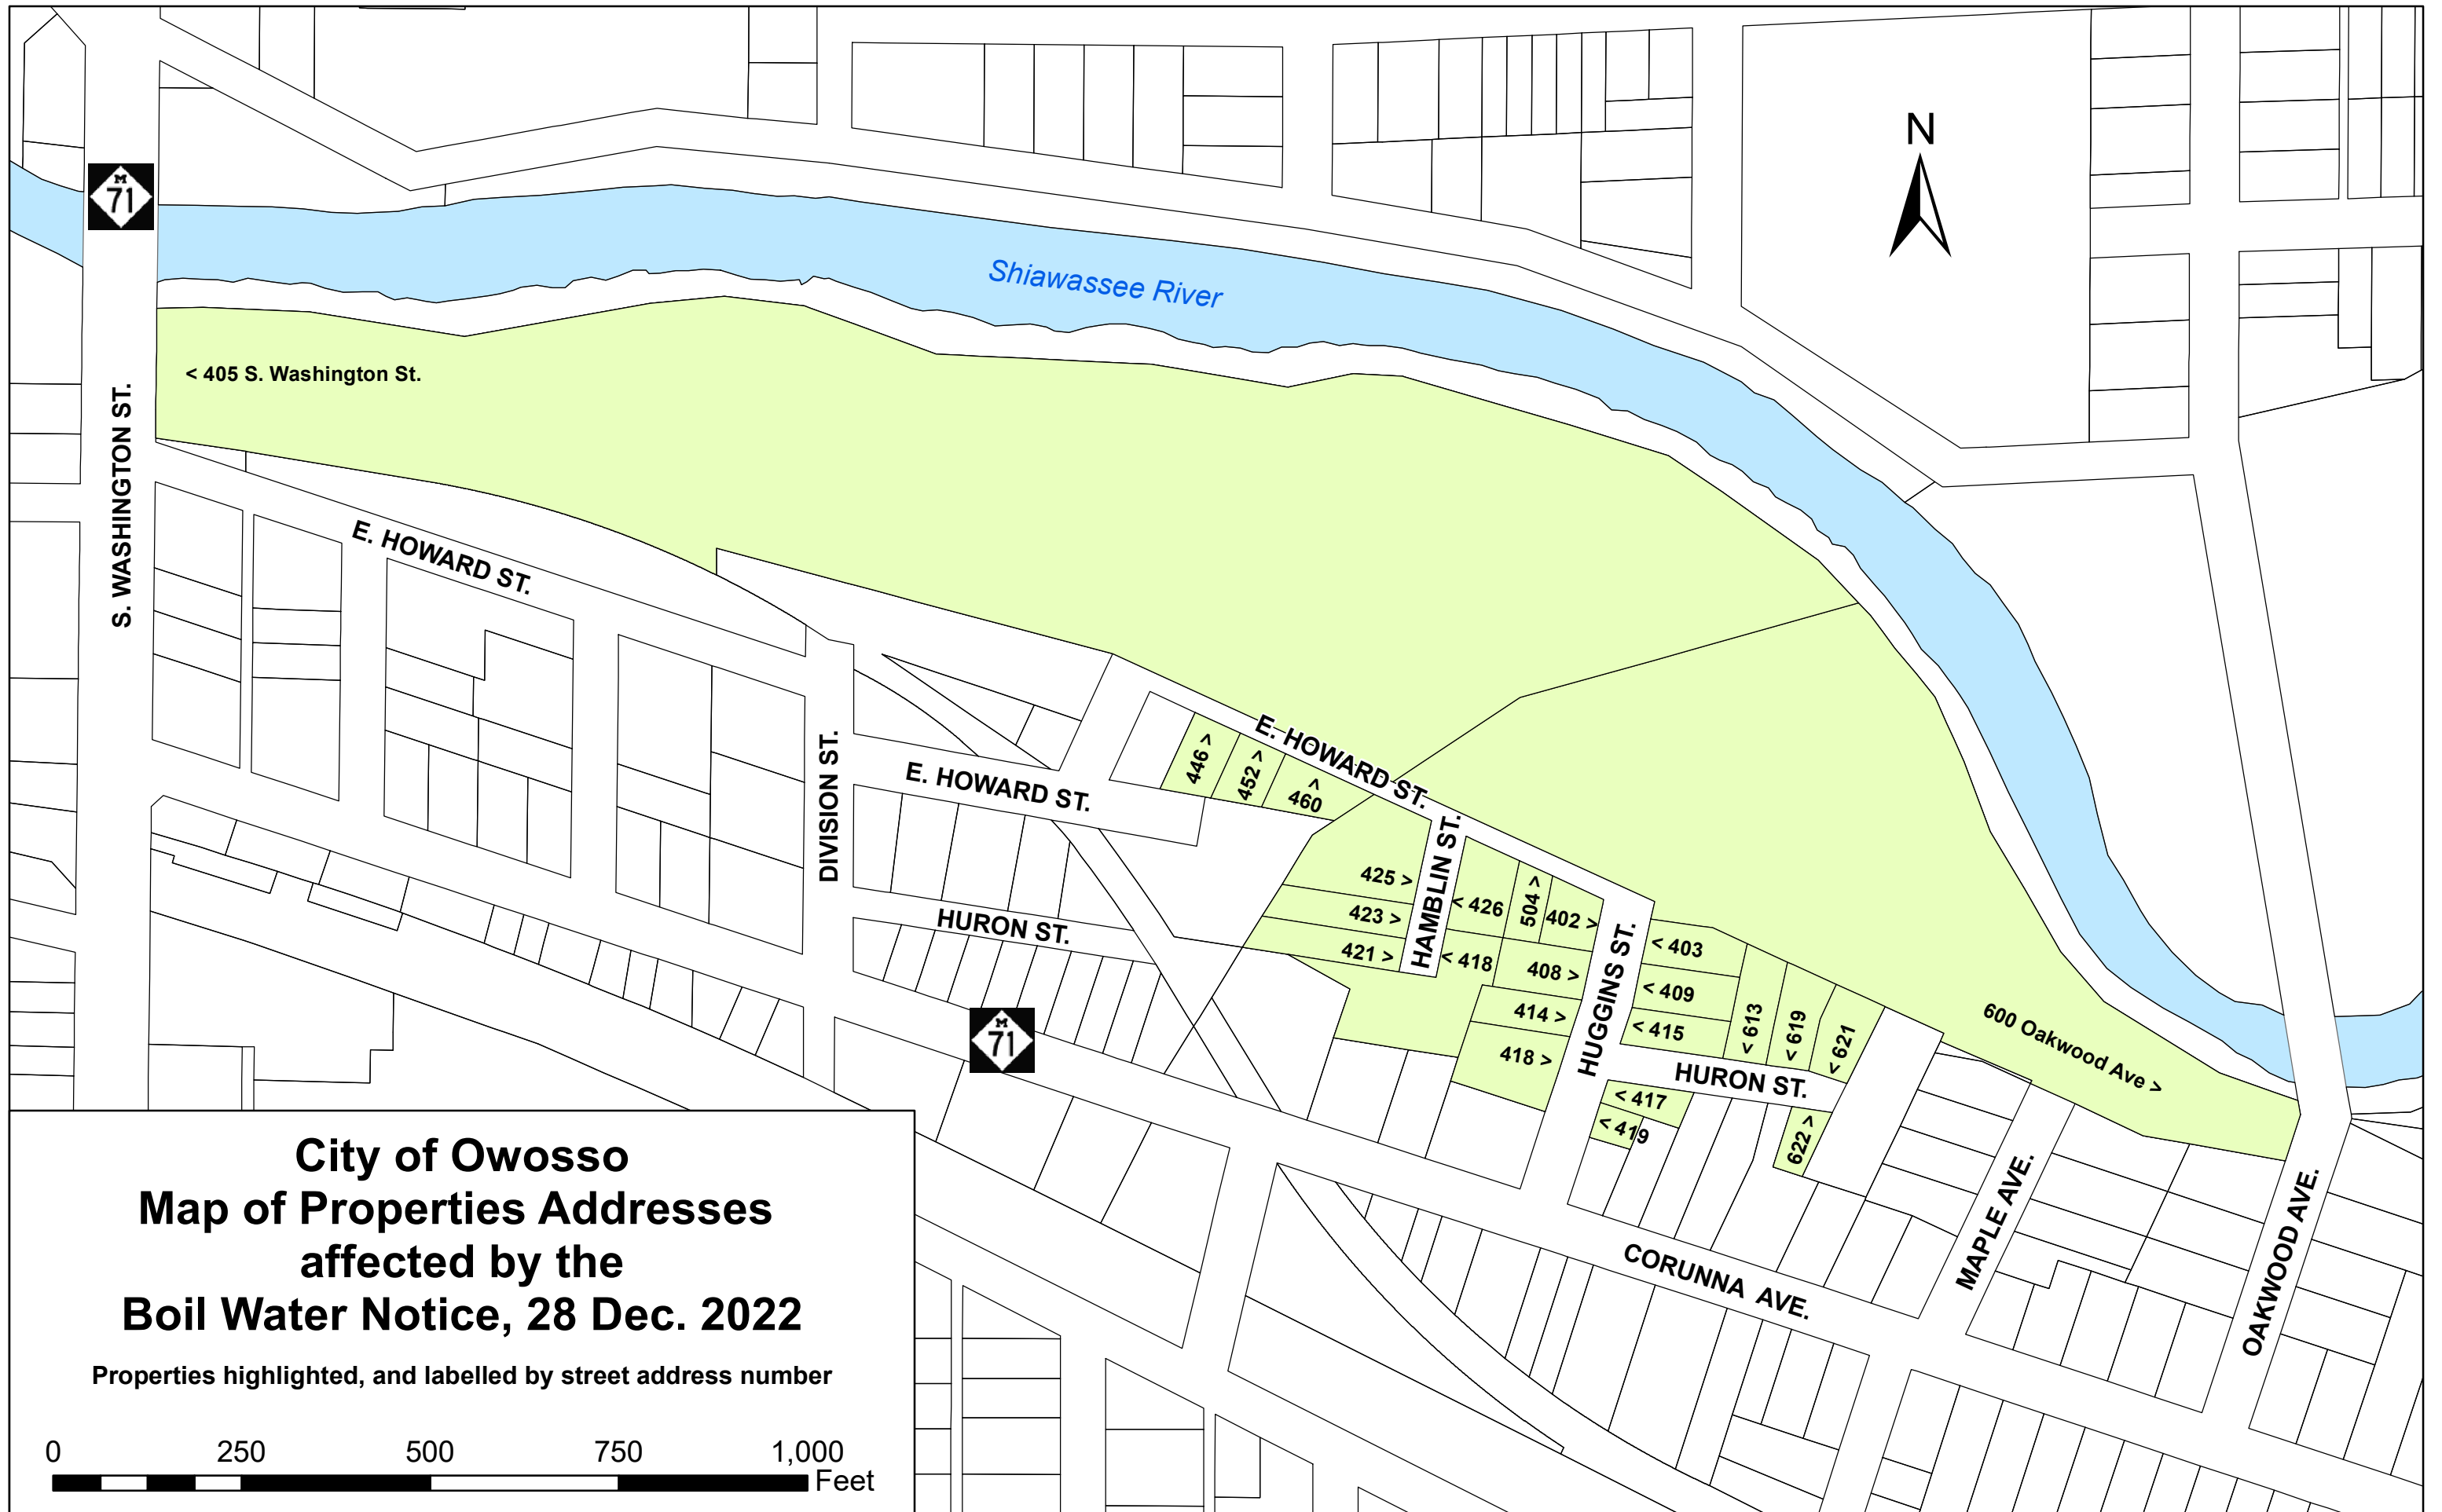 N
M
71
Shiawassee River
< 405 S. Washington St.
S. WASHINGTON ST.
E. HOWARD ST.
E. HOWARD ST.
446 >
452 >
^
460
DIVISION ST.
E. HOWARD ST.
HAMBLIN ST.
425 >
423 >
421 >
< 426
504 >
402 >
< 418
408 >
414 >
418 >
HUGGINS ST.
< 403
< 409
< 415
< 613
< 619
< 621
HURON ST.
HURON ST.
< 417
< 419
622 >
600 Oakwood Ave >
M
71
CORUNNA AVE.
MAPLE AVE.
OAKWOOD AVE.
City of Owosso
Map of Properties Addresses
affected by the
Boil Water Notice, 28 Dec. 2022
Properties highlighted, and labelled by street address number
0 250 500 750 1,000
Feet